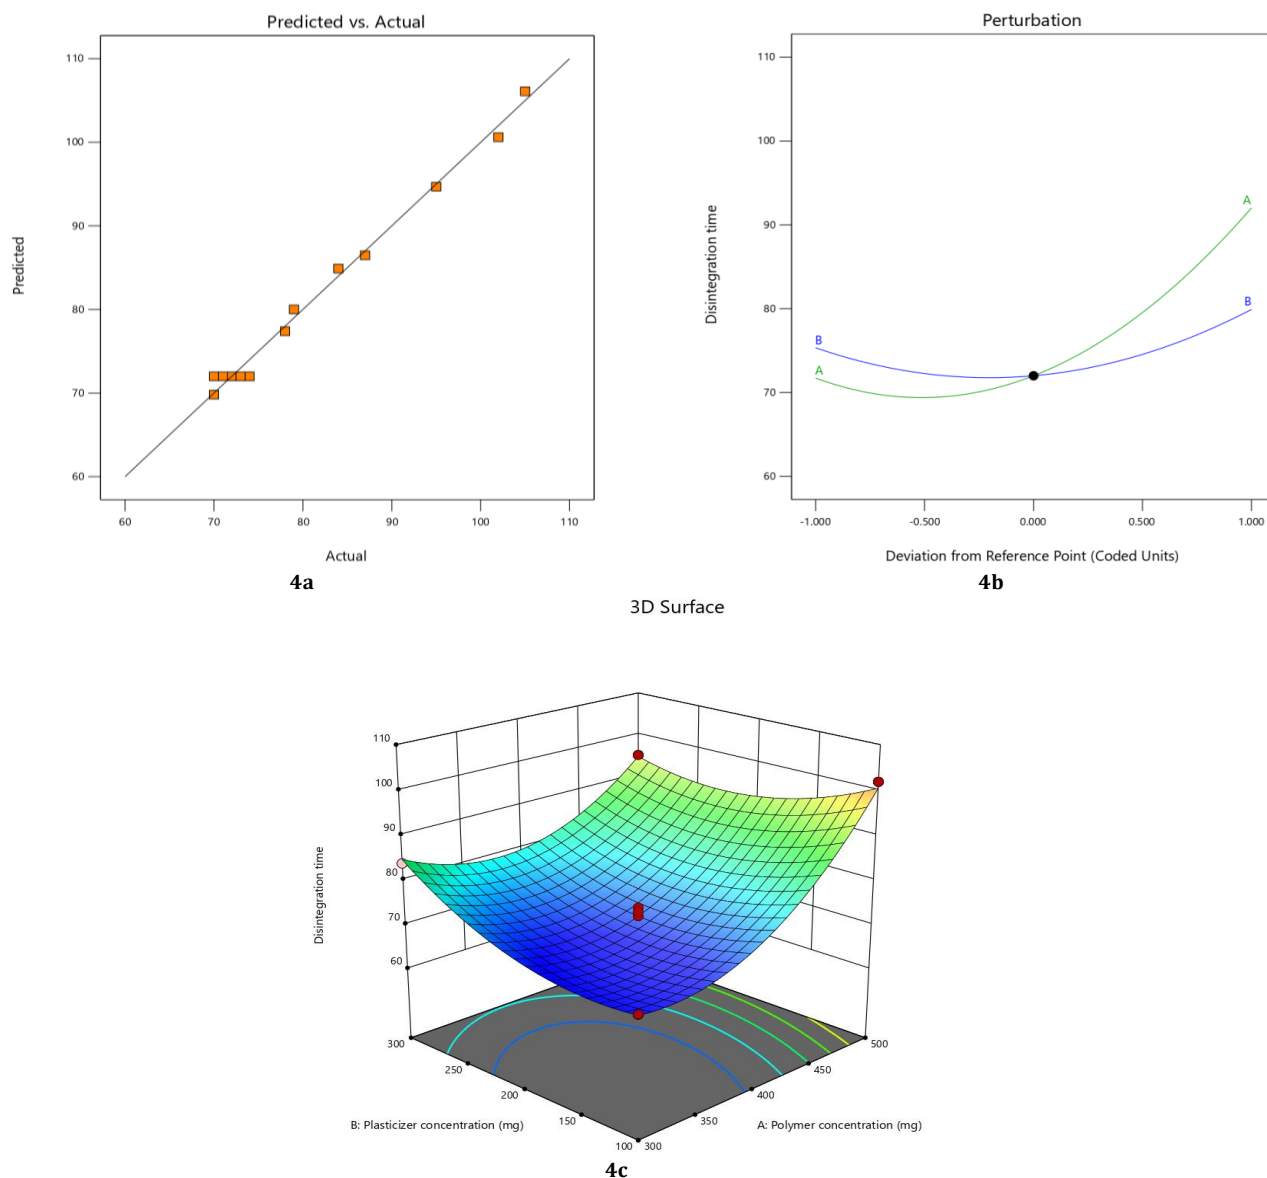 Predicted vs. Actual
110
100
90
80
70
60
Predicted
60 70 80 90 100 110
Actual
4a
Perturbation
110
100
90
80
70
60
Disintegration time
A
B
B
A
-1.000 -0.500 0.000 0.500 1.000
Deviation from Reference Point (Coded Units)
4b
3D Surface
110
100
90
80
70
60
Disintegration time
300
250
200
150
100
300
350
400
450
500
B: Plasticizer concentration (mg)
A: Polymer concentration (mg)
4c